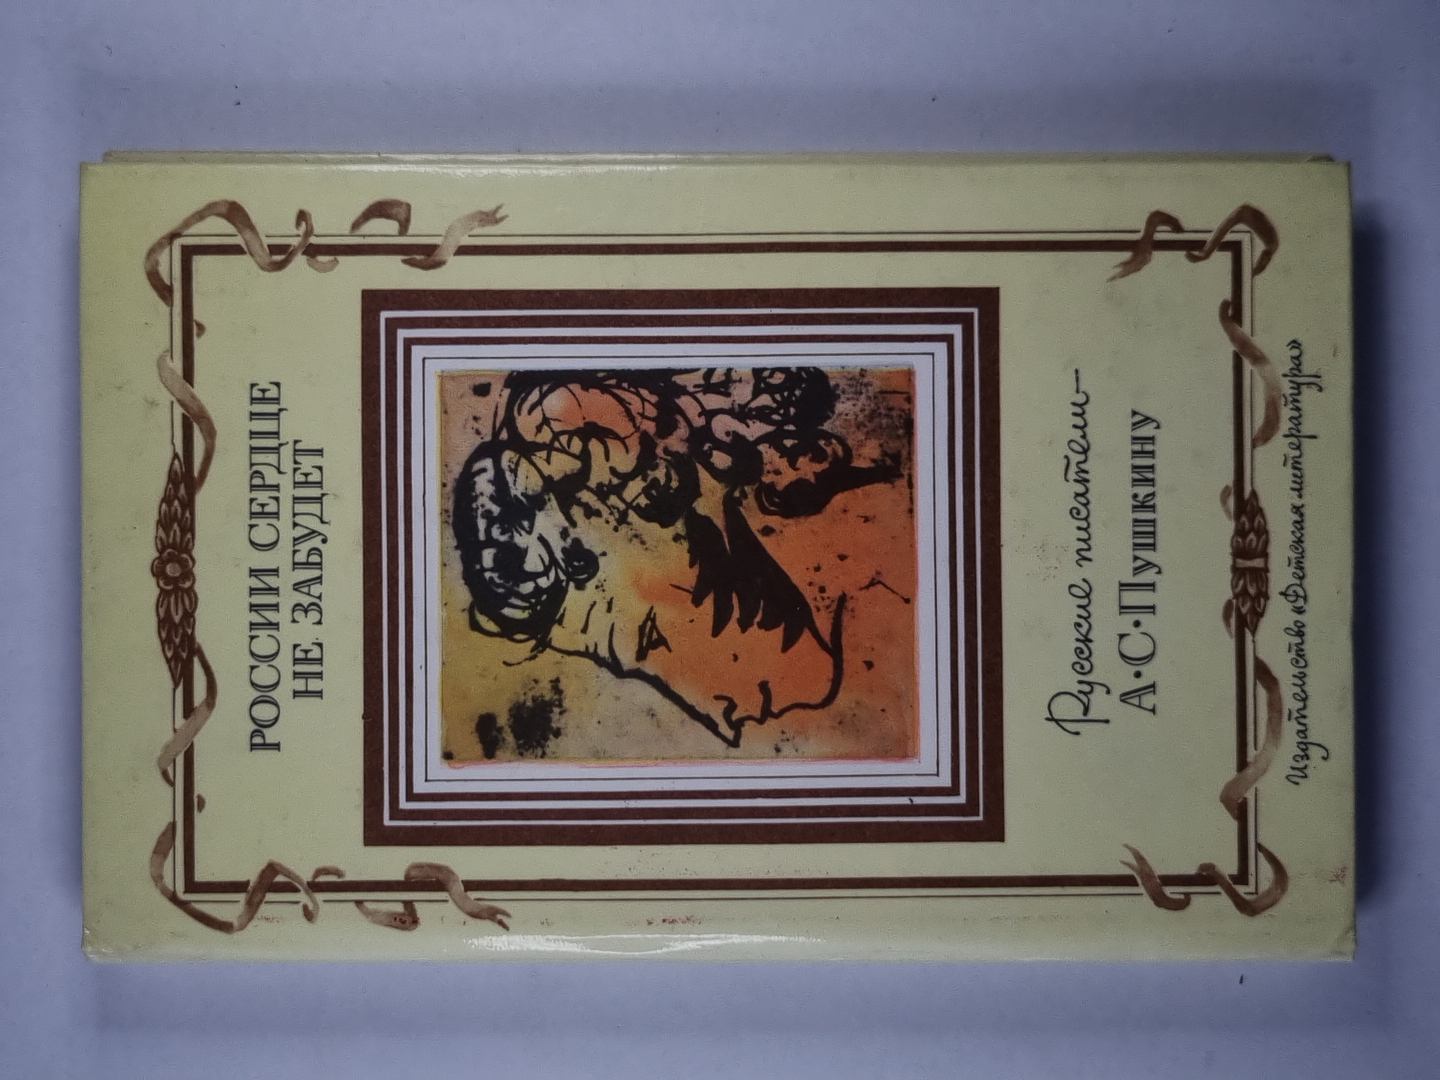 РОССИИ СЕРДЦЕ
НЕ ЗАБУДЕТ
Русские писатели—
А·С·Пушкину
Издательство «Детская литература»